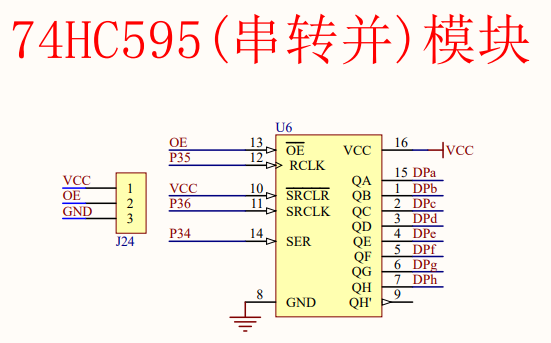 74HC595(串转并)模块
U6
OE 13 OE VCC 16 VCC
P35 12 RCLK
QA 15 DPa
VCC 10 SRCLR QB 1 DPb
P36 11 SRCLK QC 2 DPc
QD 3 DPd
P34 14 SER QE 4 DPe
QF 5 DPf
QG 6 DPg
QH 7 DPh
8 GND QH' 9
VCC 1
OE 2
GND 3
J24